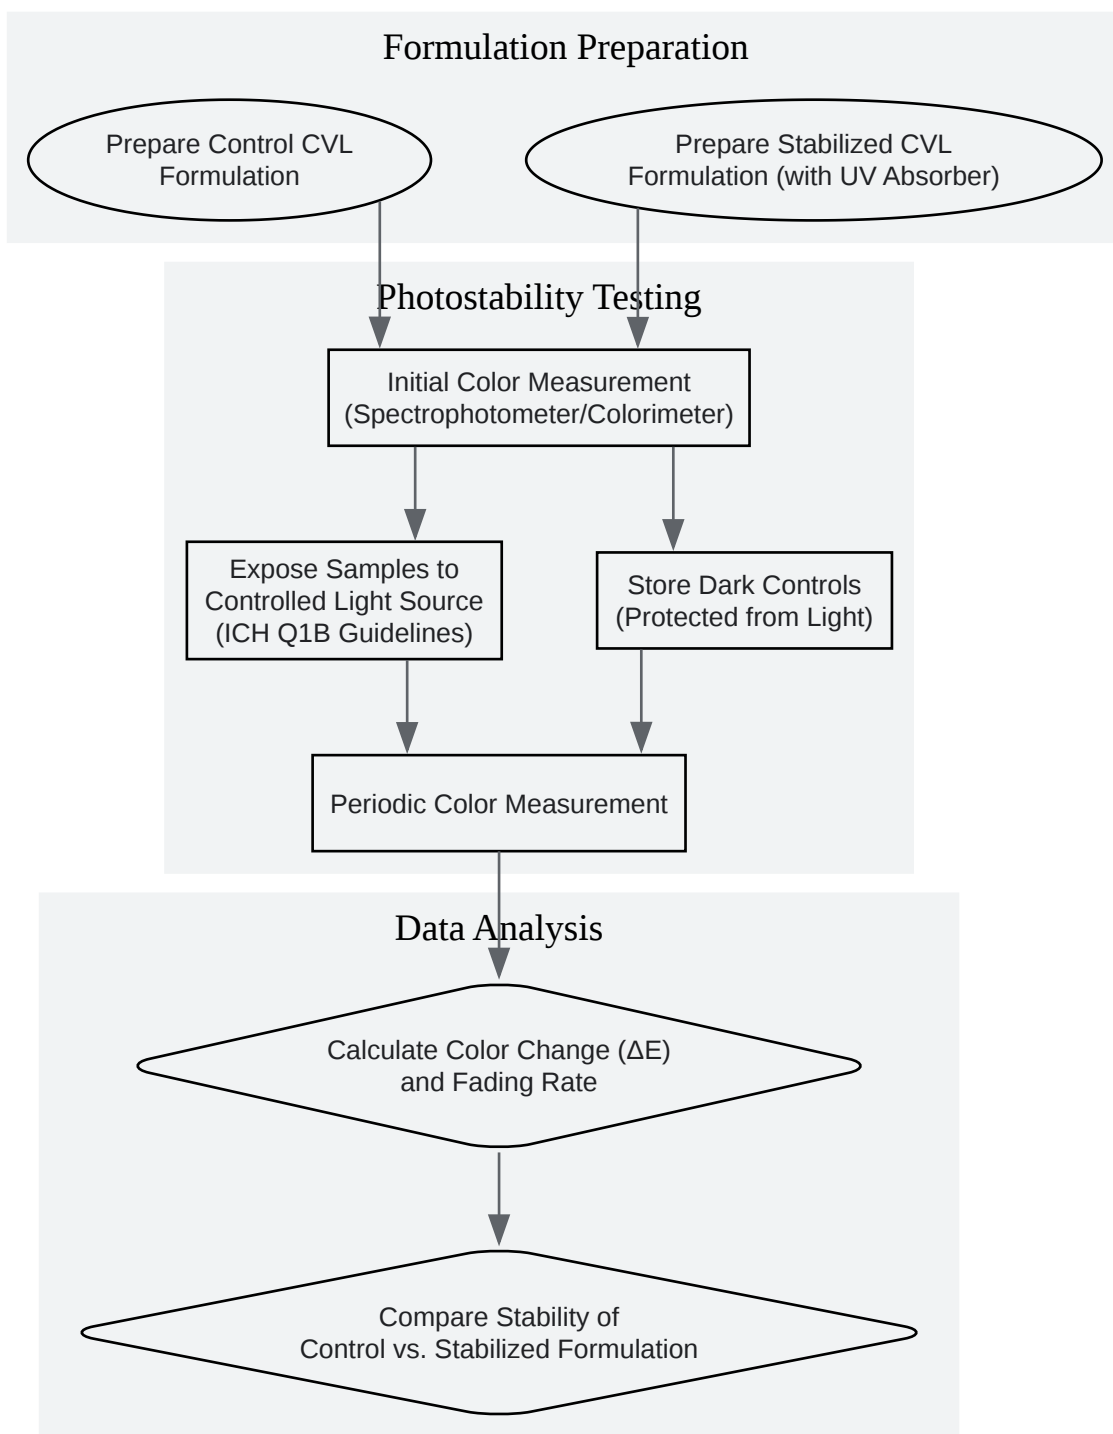 Formulation Preparation
Prepare Control CVL
Formulation
Prepare Stabilized CVL
Formulation (with UV Absorber)
Photostability Testing
Initial Color Measurement
(Spectrophotometer/Colorimeter)
Expose Samples to
Controlled Light Source
(ICH Q1B Guidelines)
Store Dark Controls
(Protected from Light)
Periodic Color Measurement
Data Analysis
Calculate Color Change (ΔE)
and Fading Rate
Compare Stability of
Control vs. Stabilized Formulation